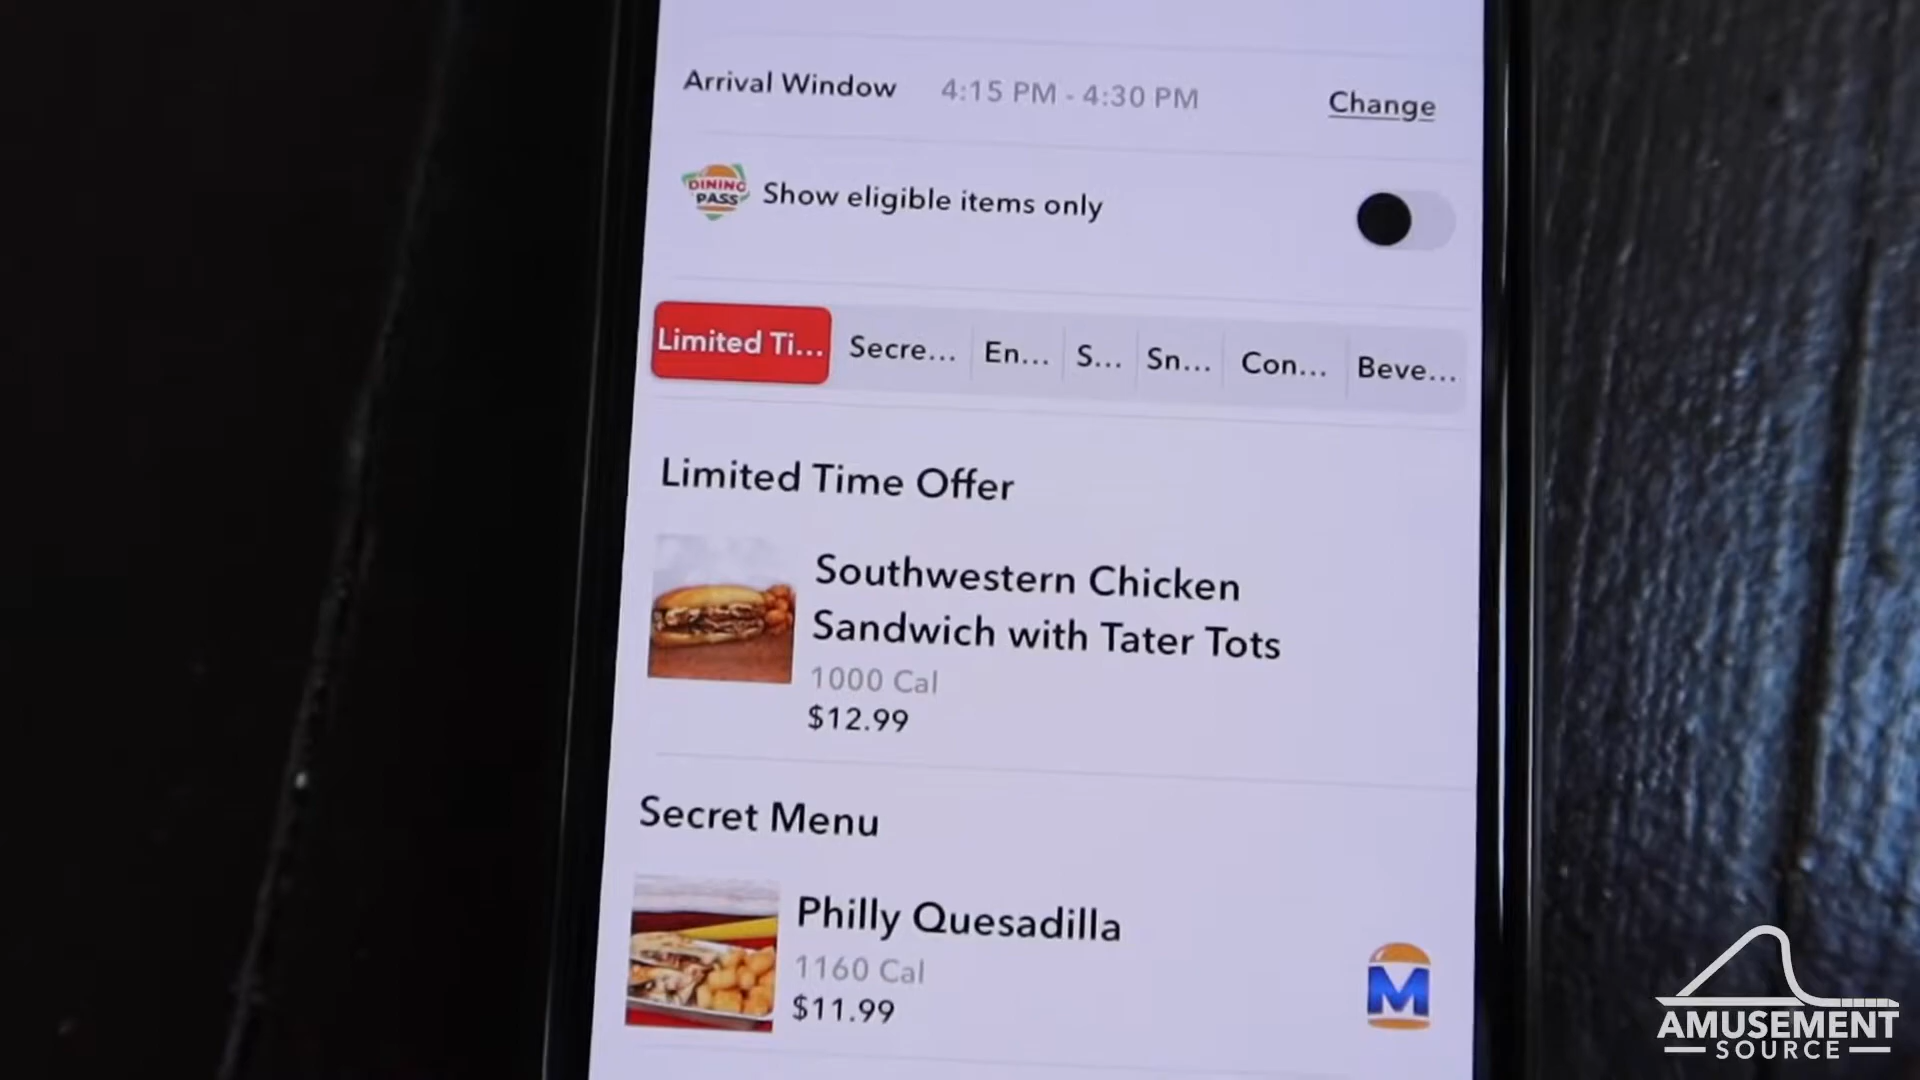 Arrival Window 4:15 PM - 4:30 PM Change
DINING
PASS
Show eligible items only
Limited Ti... Secre... En... S... Sn... Con... Beve...
Limited Time Offer
Southwestern Chicken
Sandwich with Tater Tots
1000 Cal
$12.99
Secret Menu
Philly Quesadilla
1160 Cal
$11.99
M
AMUSEMENT
SOURCE